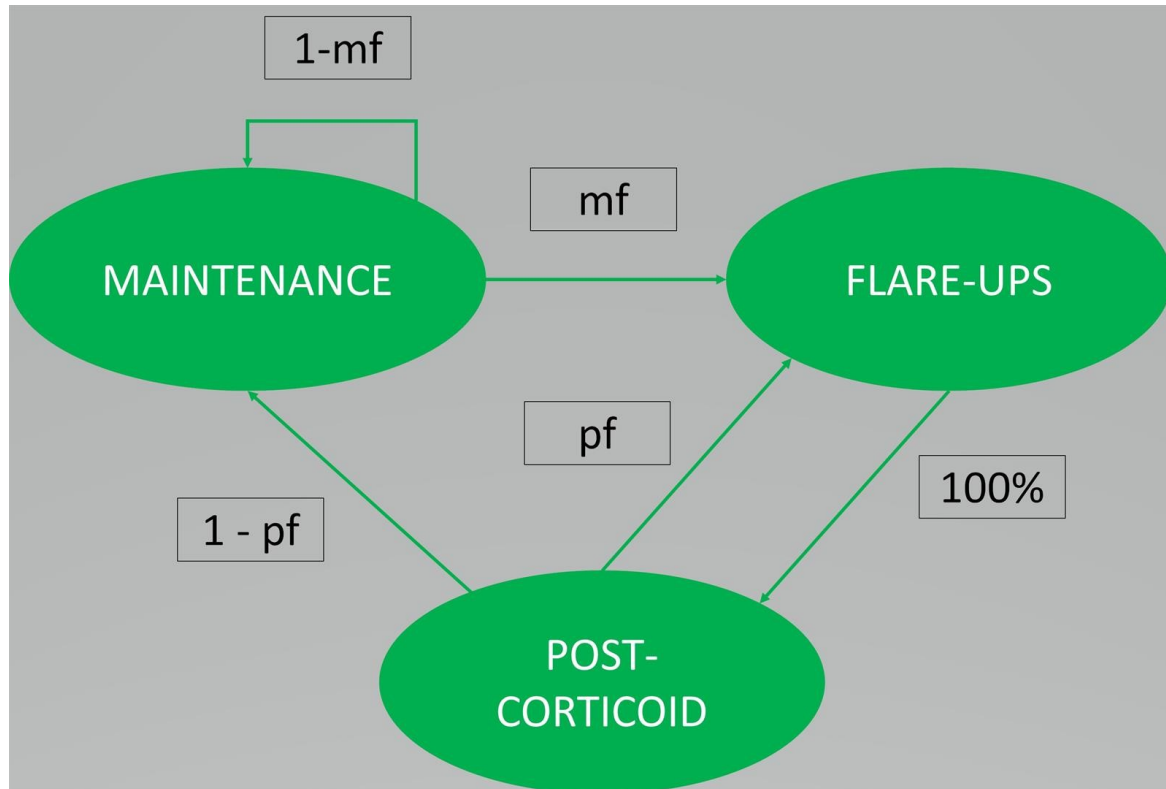 1-mf
mf
MAINTENANCE
FLARE-UPS
pf
100%
1 - pf
POST-
CORTICOID